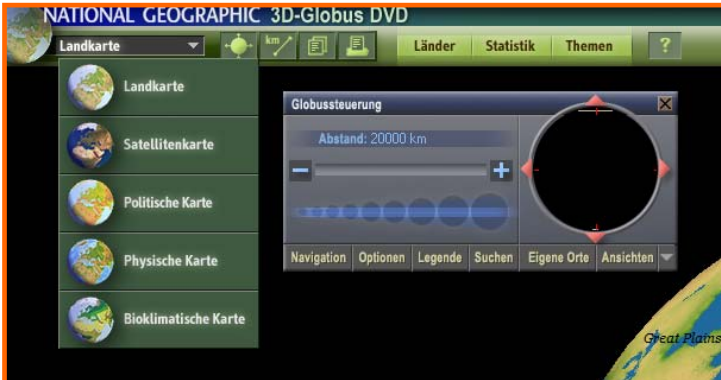 NATIONAL GEOGRAPHIC 3D-Globus DVD
Landkarte km Länder Statistik Themen ?
Landkarte
Satellitenkarte
Politische Karte
Physische Karte
Bioklimatische Karte
Globussteuerung
Abstand: 20000 km
Navigation Optionen Legende Suchen Eigene Orte Ansichten
Great Plains